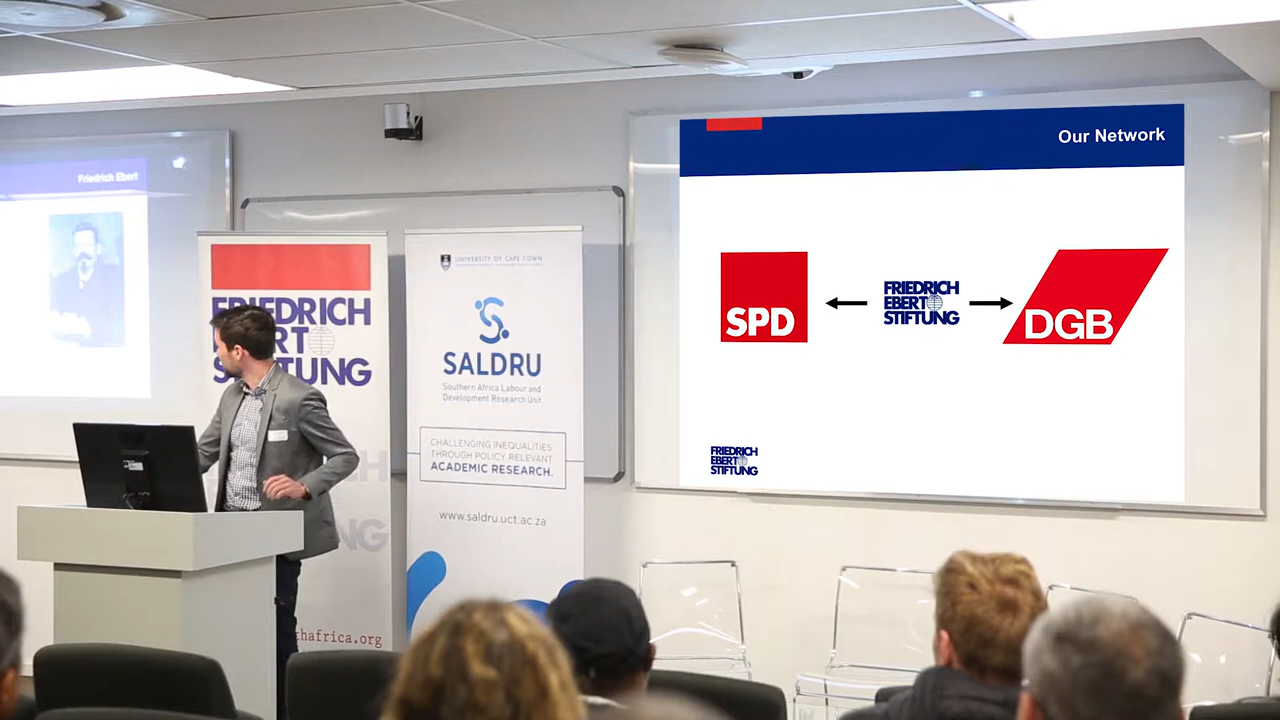 Friedrich Ebert
FRIEDRICH
STIFTUNG
thafrica.org
UNIVERSITY OF CAPE TOWN
SALDRU
Southern Africa Labour and
Development Research Unit
CHALLENGING INEQUALITIES
THROUGH POLICY-RELEVANT
ACADEMIC RESEARCH.
www.saldru.uct.ac.za
Our Network
SPD
FRIEDRICH
EBERT
STIFTUNG
DGB
FRIEDRICH
EBERT
STIFTUNG